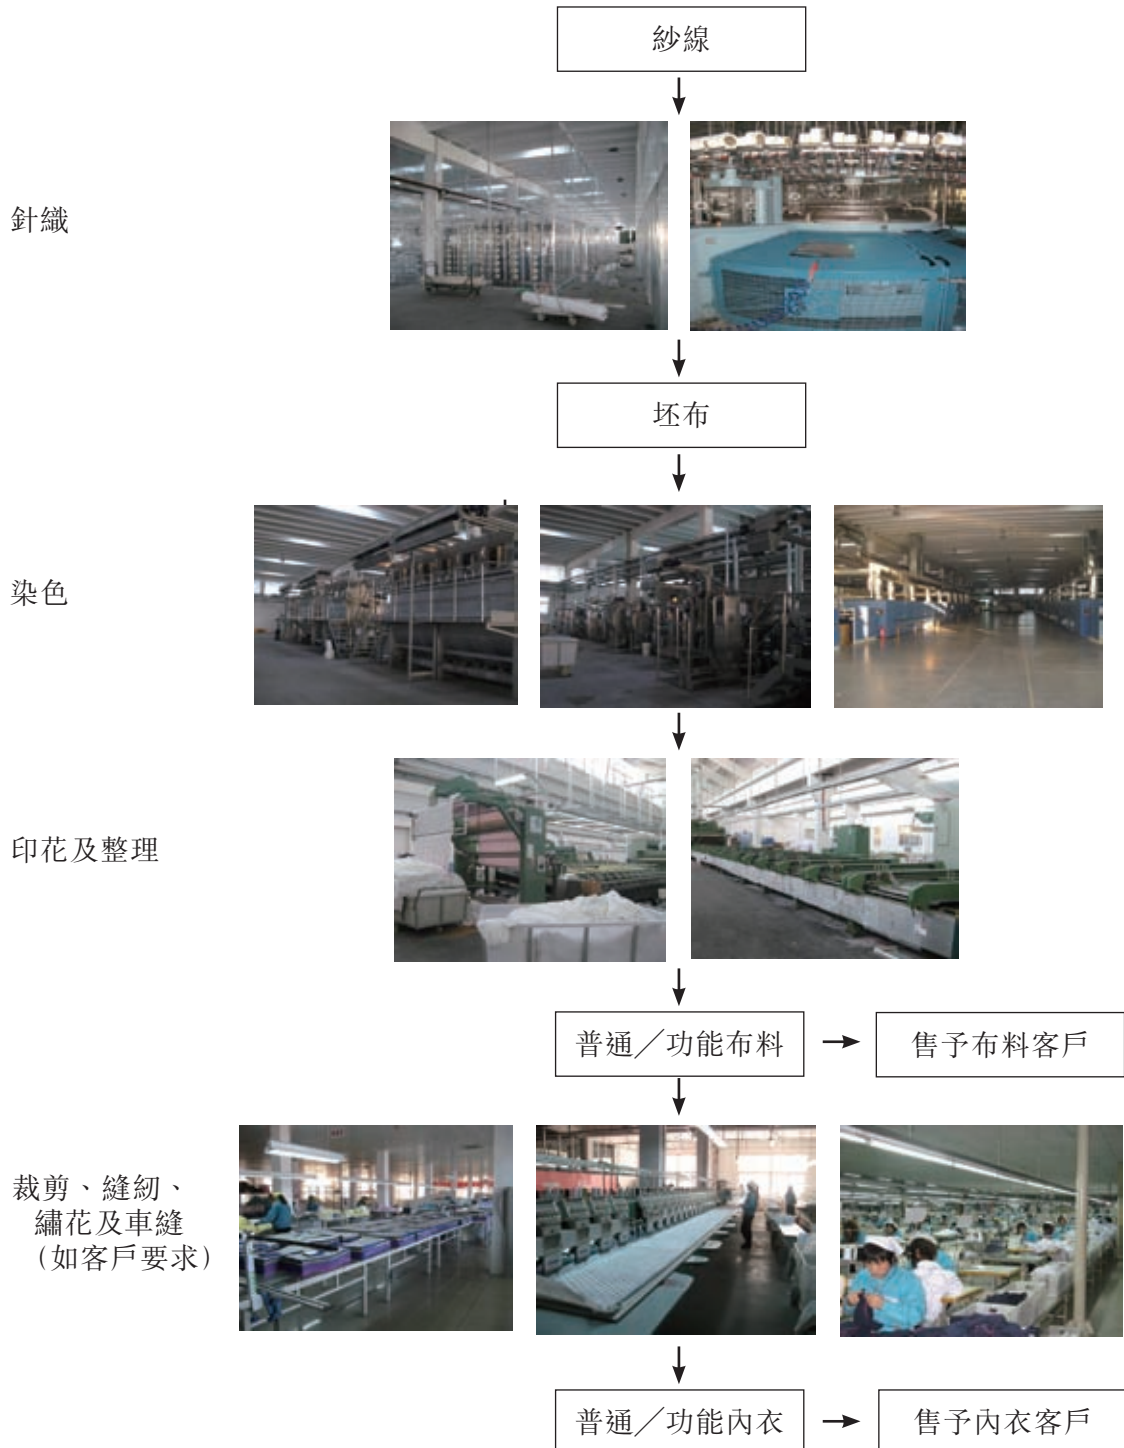 紗線
針織
坯布
染色
印花及整理
普通／功能布料
售予布料客戶
裁剪、縫紉、
繡花及車縫
（如客戶要求）
普通／功能內衣
售予內衣客戶